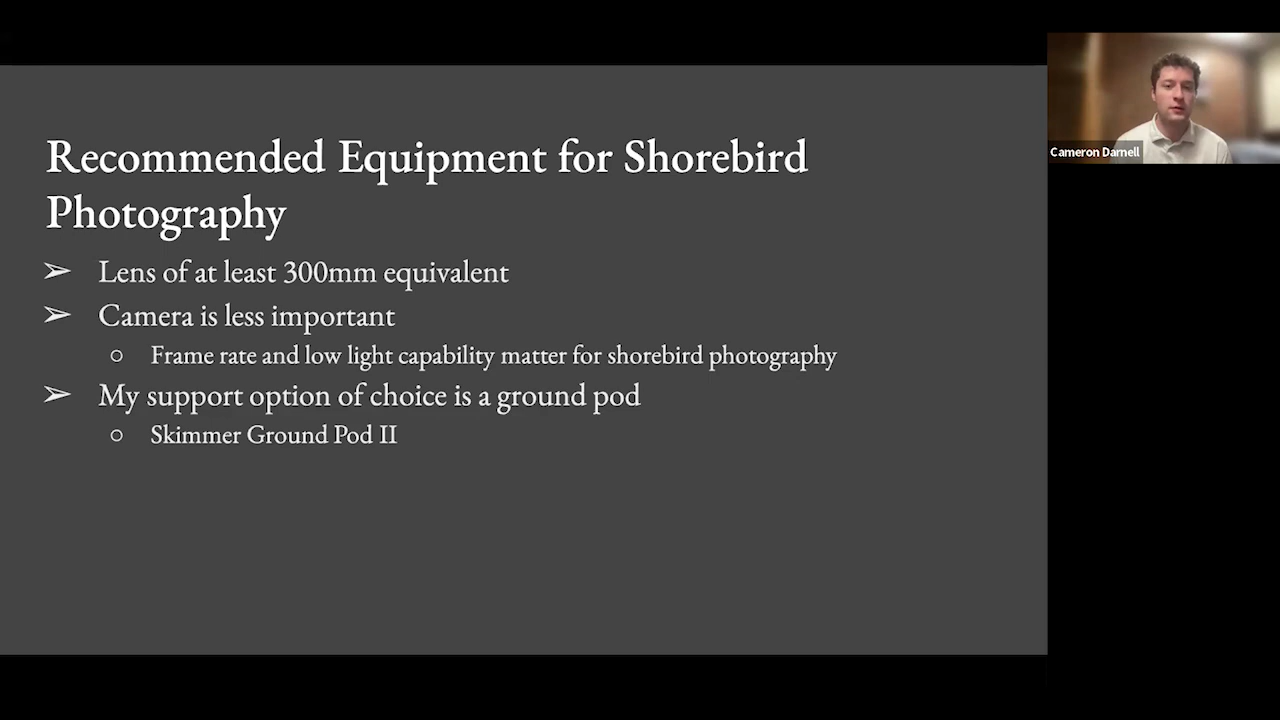 Recommended Equipment for Shorebird
Photography
➢ Lens of at least 300mm equivalent
➢ Camera is less important
○ Frame rate and low light capability matter for shorebird photography
➢ My support option of choice is a ground pod
○ Skimmer Ground Pod II
Cameron Darnell